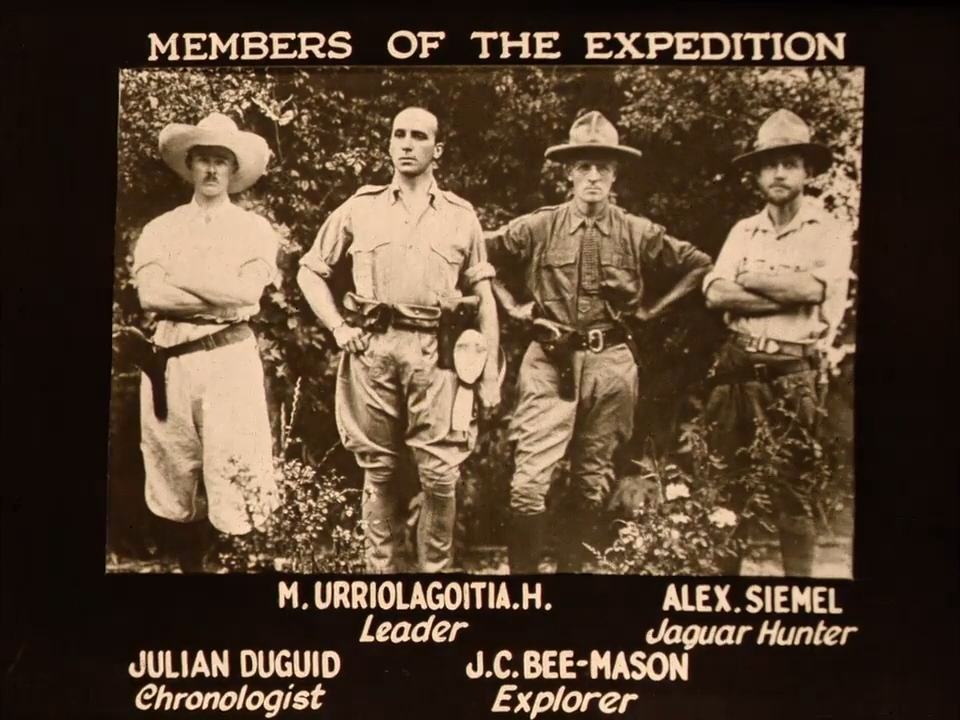 MEMBERS OF THE EXPEDITION
M. URRIOLAGOITIA.H.
Leader
ALEX. SIEMEL
Jaguar Hunter
JULIAN DUGUID
Chronologist
J.C. BEE-MASON
Explorer